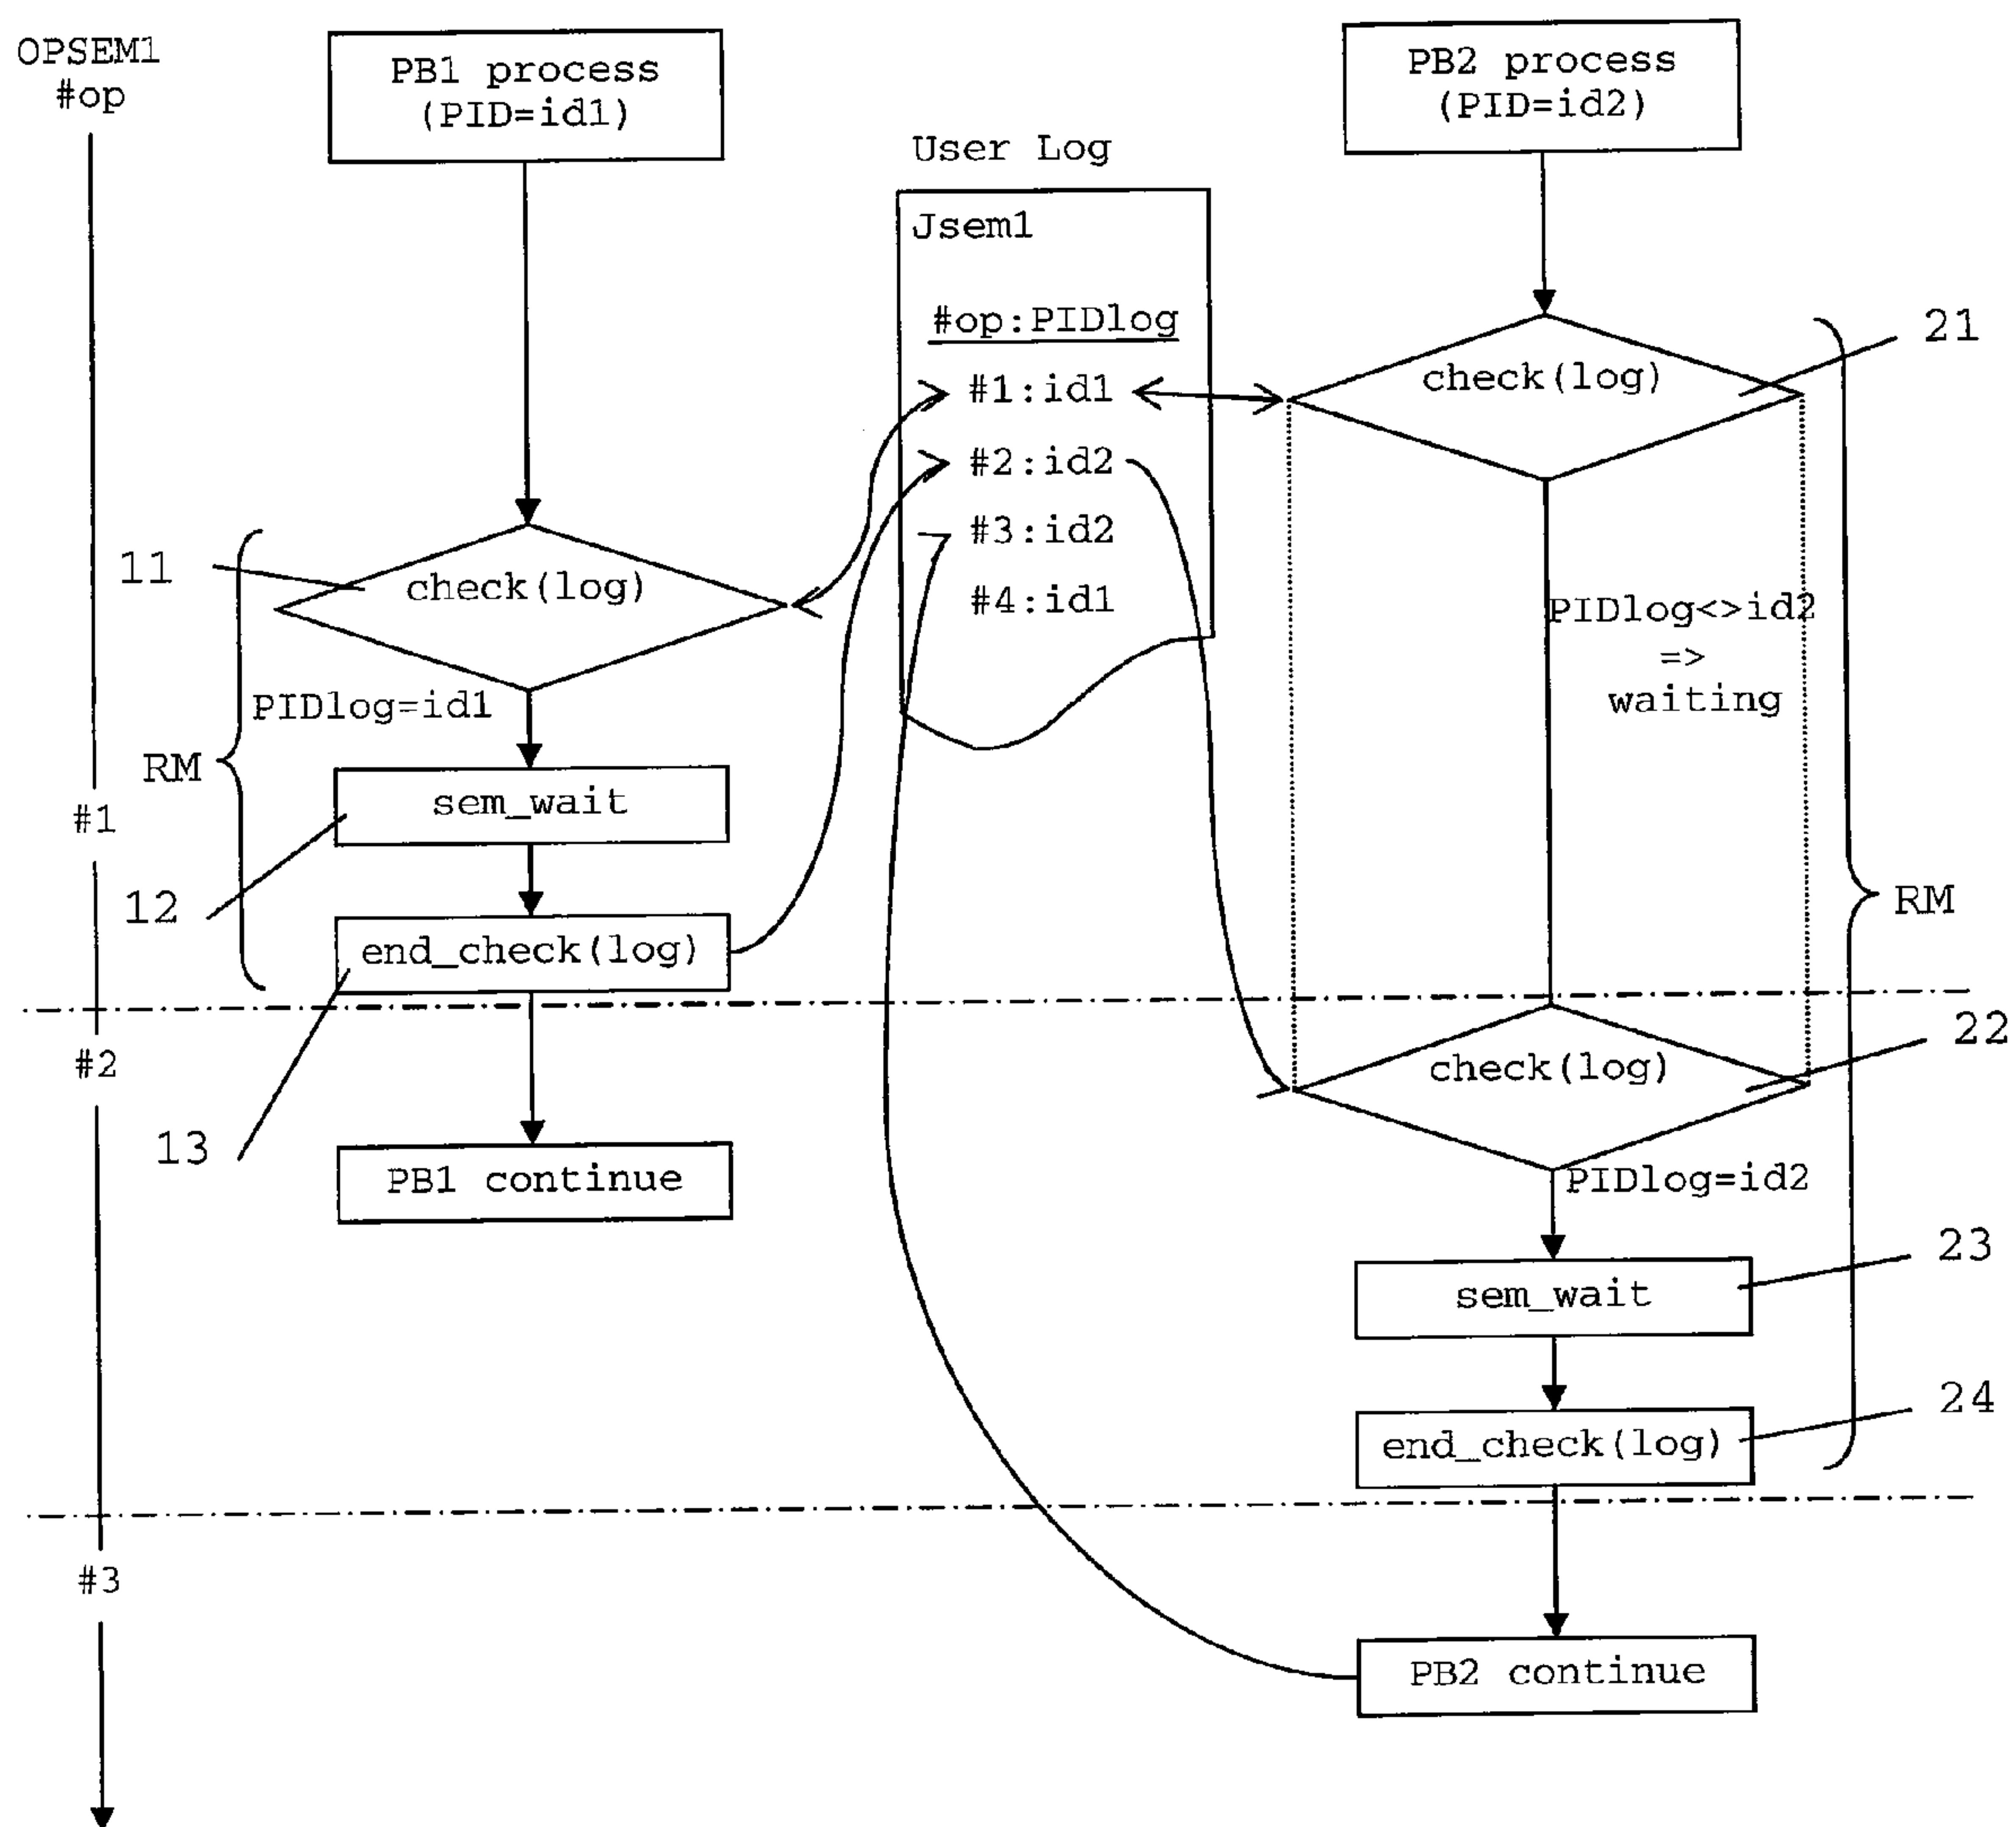 OPSEM1
#op
PB1 process
(PID=id1)
PB2 process
(PID=id2)
User Log
Jsem1
#op:PIDlog
#1:id1
#2:id2
#3:id2
#4:id1
check(log)
21
11
check(log)
PIDlog<>id2
=>
waiting
PIDlog=id1
RM
sem_wait
#1
12
end_check(log)
RM
#2
check(log)
22
13
PB1 continue
PIDlog=id2
sem_wait
23
end_check(log)
24
#3
PB2 continue